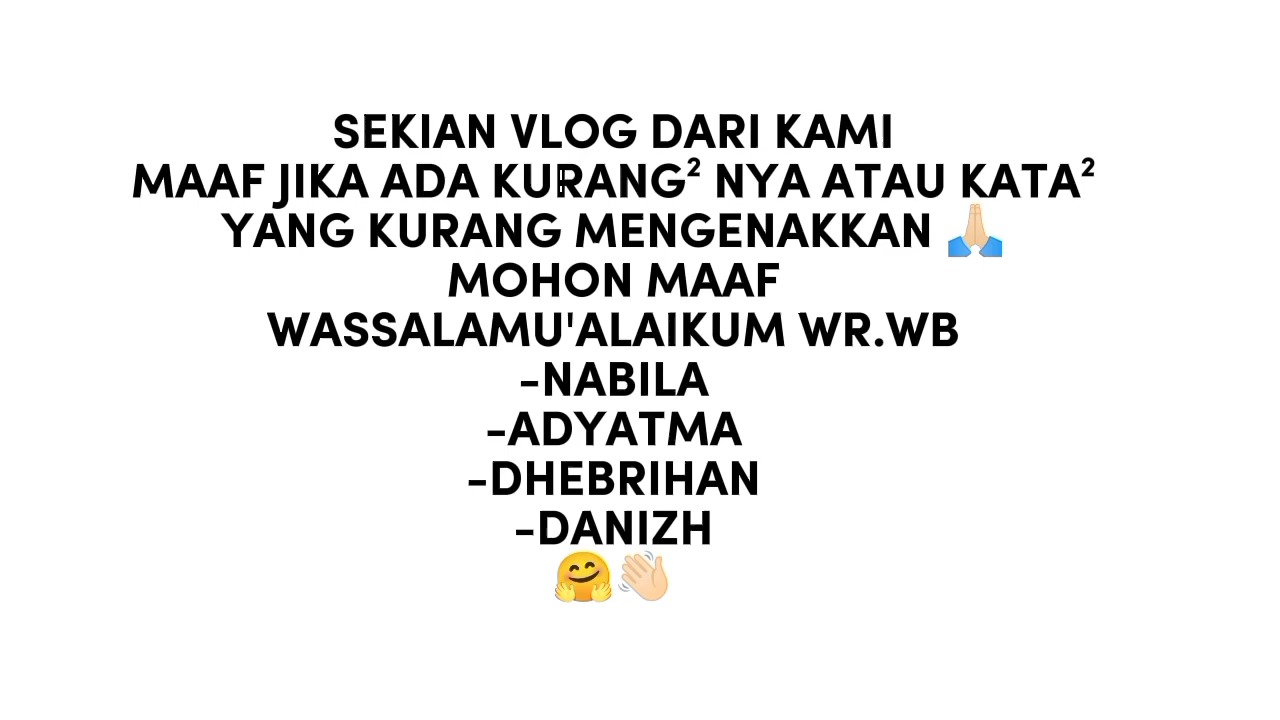 SEKIAN VLOG DARI KAMI
MAAF JIKA ADA KURANG² NYA ATAU KATA²
YANG KURANG MENGENAKKAN 🙏🏻
MOHON MAAF
WASSALAMU'ALAIKUM WR.WB
-NABILA
-ADYATMA
-DHEBRIHAN
-DANIZH
🤗👋🏻